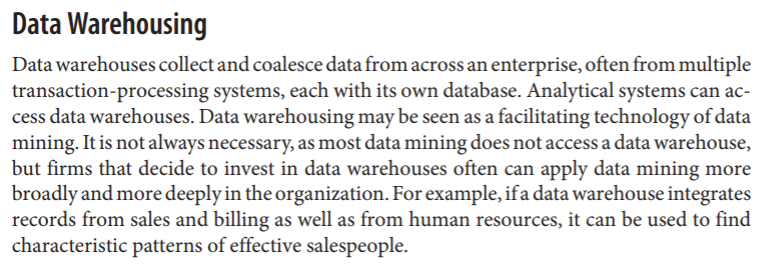 Data Warehousing
Data warehouses collect and coalesce data from across an enterprise, often from multiple
transaction-processing systems, each with its own database. Analytical systems can ac-
cess data warehouses. Data warehousing may be seen as a facilitating technology of data
mining. It is not always necessary, as most data mining does not access a data warehouse,
but firms that decide to invest in data warehouses often can apply data mining more
broadly and more deeply in the organization. For example, if a data warehouse integrates
records from sales and billing as well as from human resources, it can be used to find
characteristic patterns of effective salespeople.